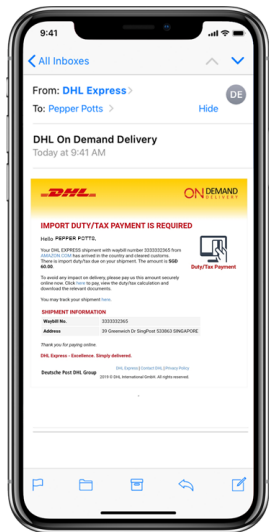 9:41
All Inboxes
From: DHL Express
DE
To: Pepper Potts
Hide
DHL On Demand Delivery
Today at 9:41 AM
DHL
ON DEMAND
DELIVERY
IMPORT DUTY/TAX PAYMENT IS REQUIRED
Hello PEPPER POTTS,
Your DHL EXPRESS shipment with waybill number 3333332365 from
AMAZON.COM has arrived in the country and cleared customs.
There is import duty/tax due on your shipment. The amount is SGD
60.00.
Duty/Tax Payment
To avoid any impact on delivery, please pay us this amount securely
online now. Click here to pay, view the duty/tax calculation and
download the relevant documents.
You may track your shipment here.
SHIPMENT INFORMATION
Waybill No. 3333332365
Address 39 Greenwich Dr SingPost 533863 SINGAPORE
Thank you for paying online
DHL Express - Excellence. Simply delivered.
DHL Express | Contact DHL | Privacy Policy
Deutsche Post DHL Group
2019 © DHL International GmbH. All rights reserved.